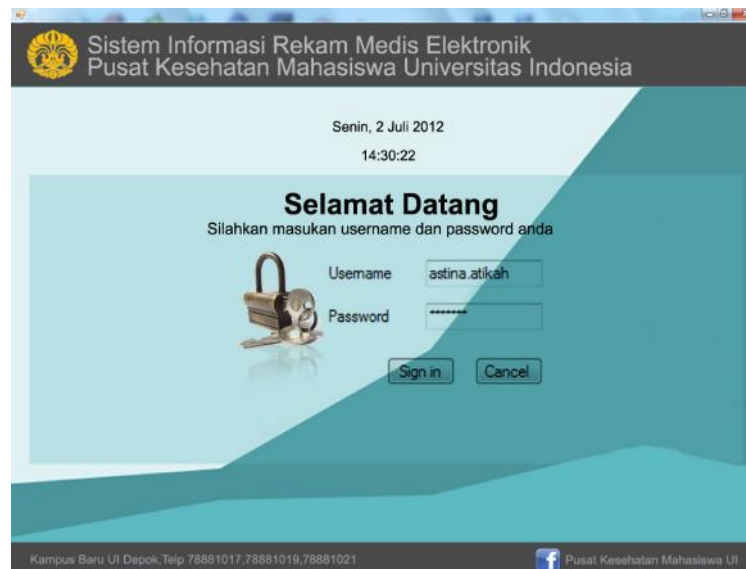 Sistem Informasi Rekam Medis Elektronik
Pusat Kesehatan Mahasiswa Universitas Indonesia
Senin, 2 Juli 2012
14:30:22
Selamat Datang
Silahkan masukan username dan password anda
Username astina.atikah
Password *******
Sign in Cancel
Kampus Baru UI Depok,Telp 78881017,78881019,78881021
f Pusat Kesehatan Mahasiswa UI